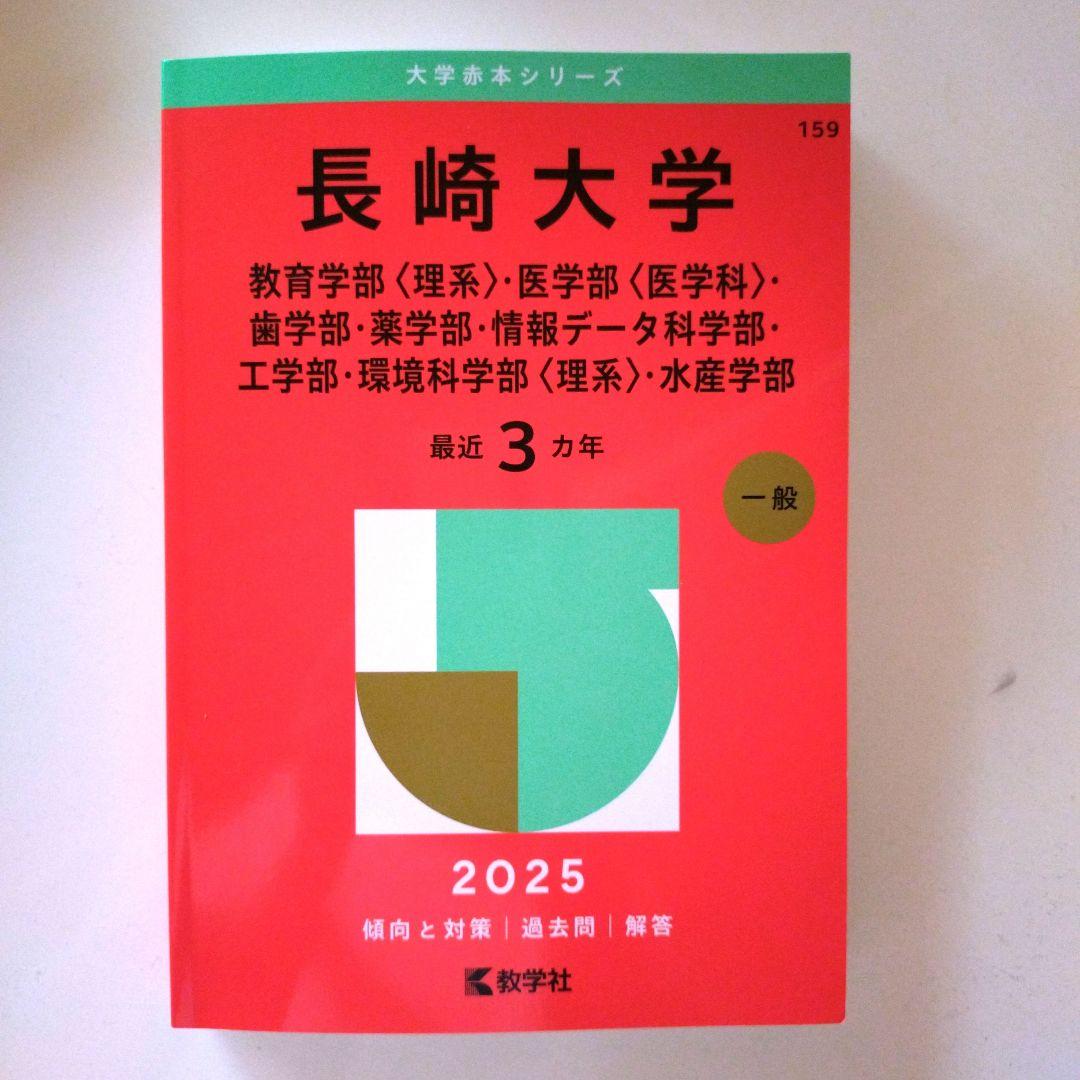 大学赤本シリーズ
159
長崎大学
教育学部〈理系〉・医学部〈医学科〉・
歯学部・薬学部・情報データ科学部・
工学部・環境科学部〈理系〉・水産学部
最近3カ年
一般
2025
傾向と対策｜過去問｜解答
教学社